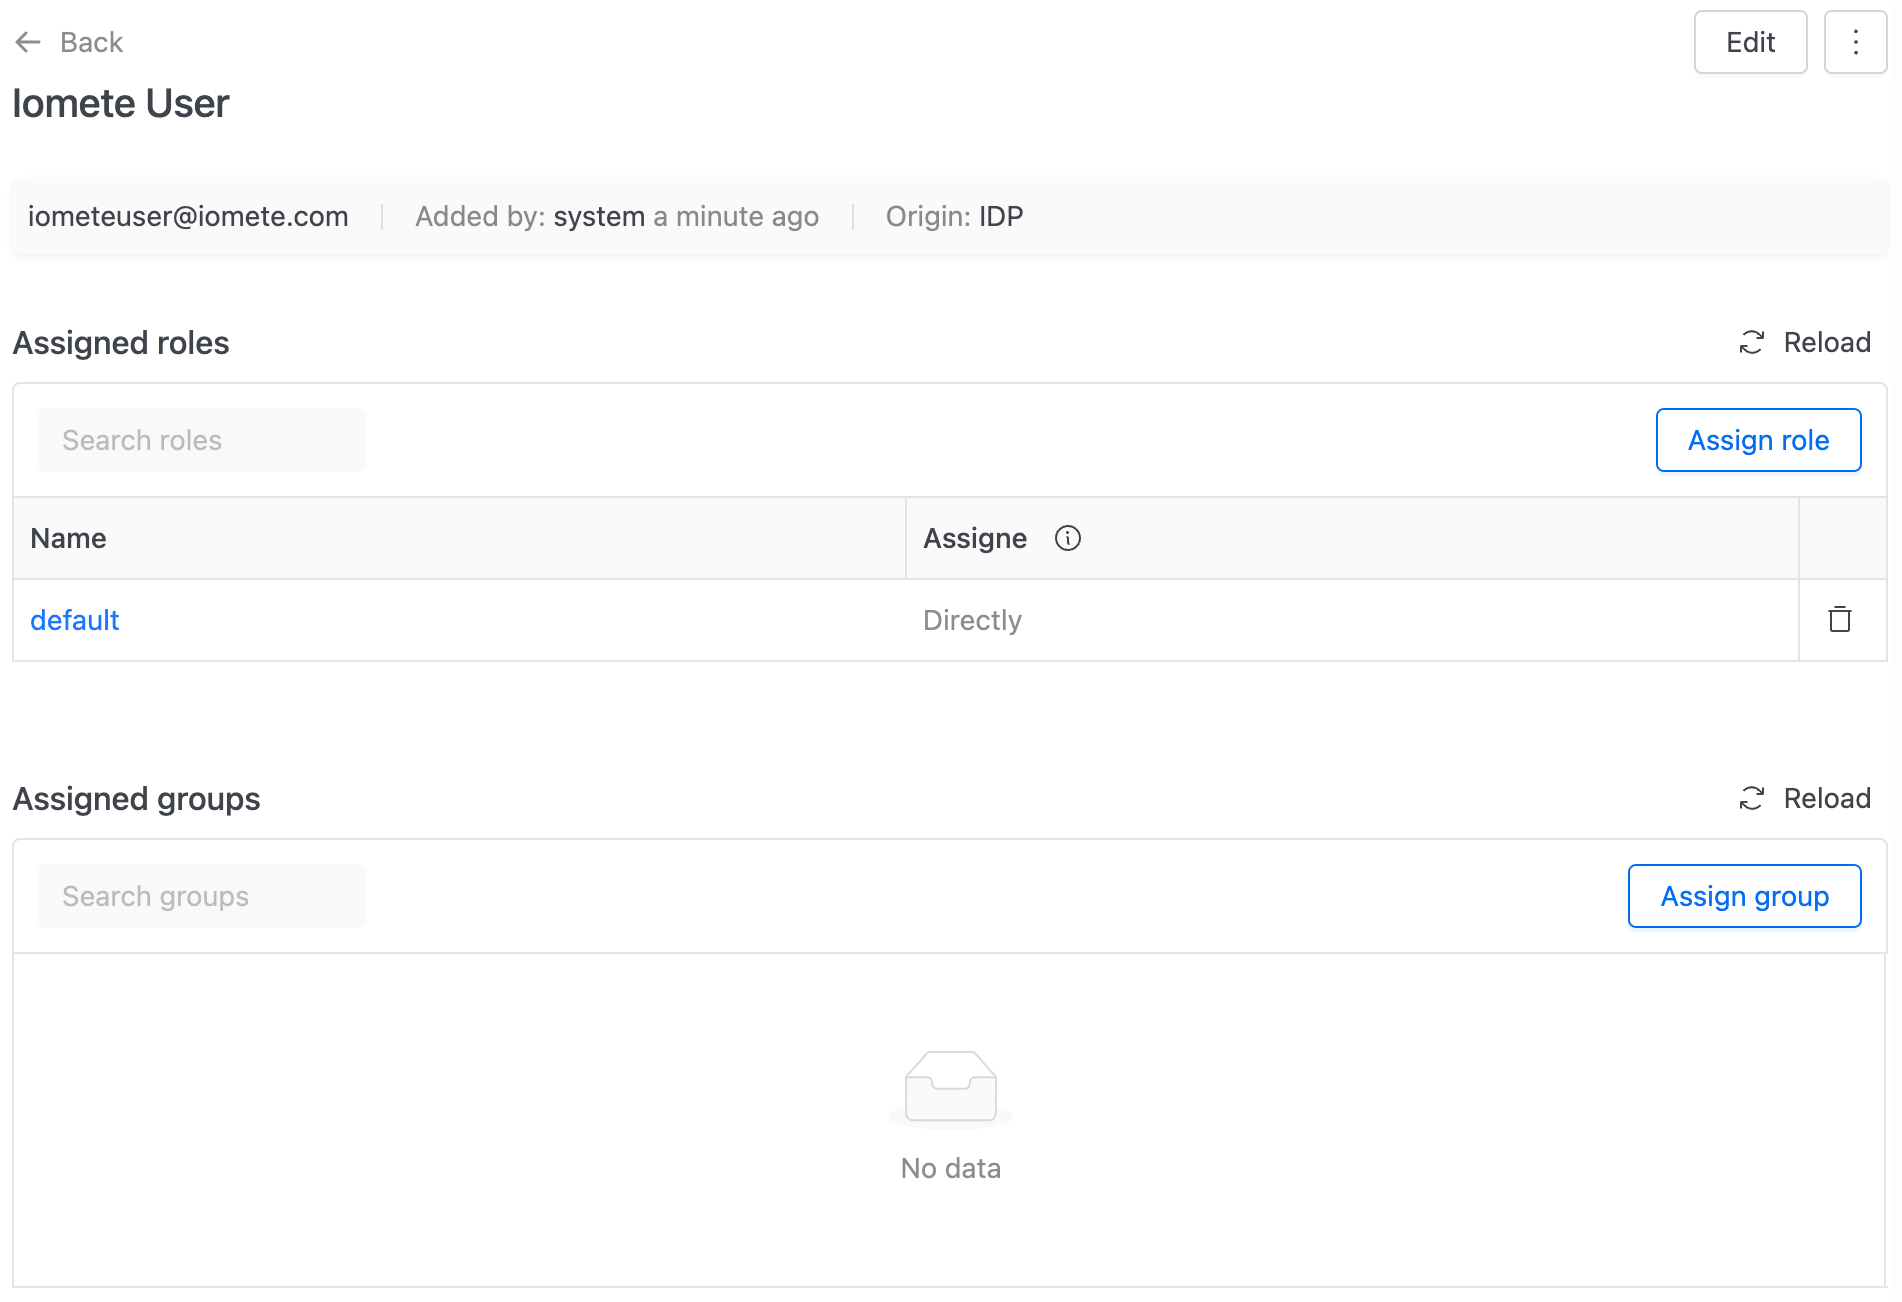 Back
Edit
Iomete User
iometeuser@iomete.com Added by: system a minute ago Origin: IDP
Assigned roles
Reload
Search roles
Assign role
Name Assigne
default Directly
Assigned groups
Reload
Search groups
Assign group
No data